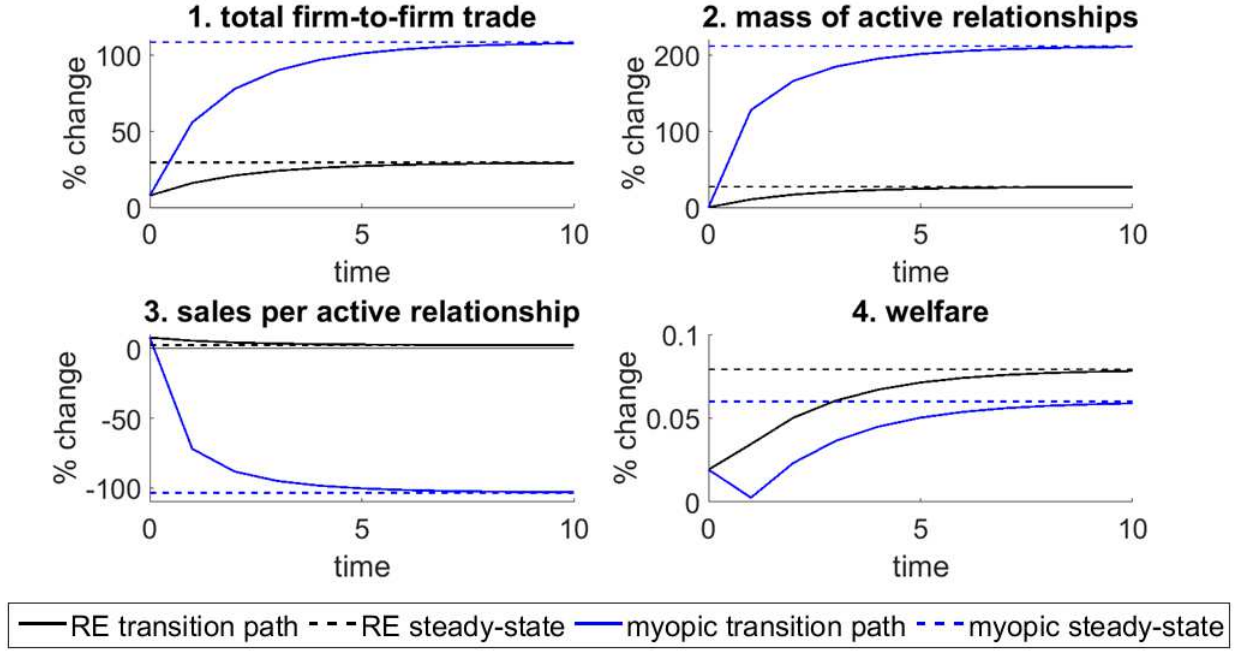 1. total firm-to-firm trade
% change
100
50
0
0
5
10
time
2. mass of active relationships
% change
200
100
0
0
5
10
time
3. sales per active relationship
% change
0
-50
-100
0
5
10
time
4. welfare
% change
0.1
0.05
0
0
5
10
time
RE transition path RE steady-state myopic transition path myopic steady-state